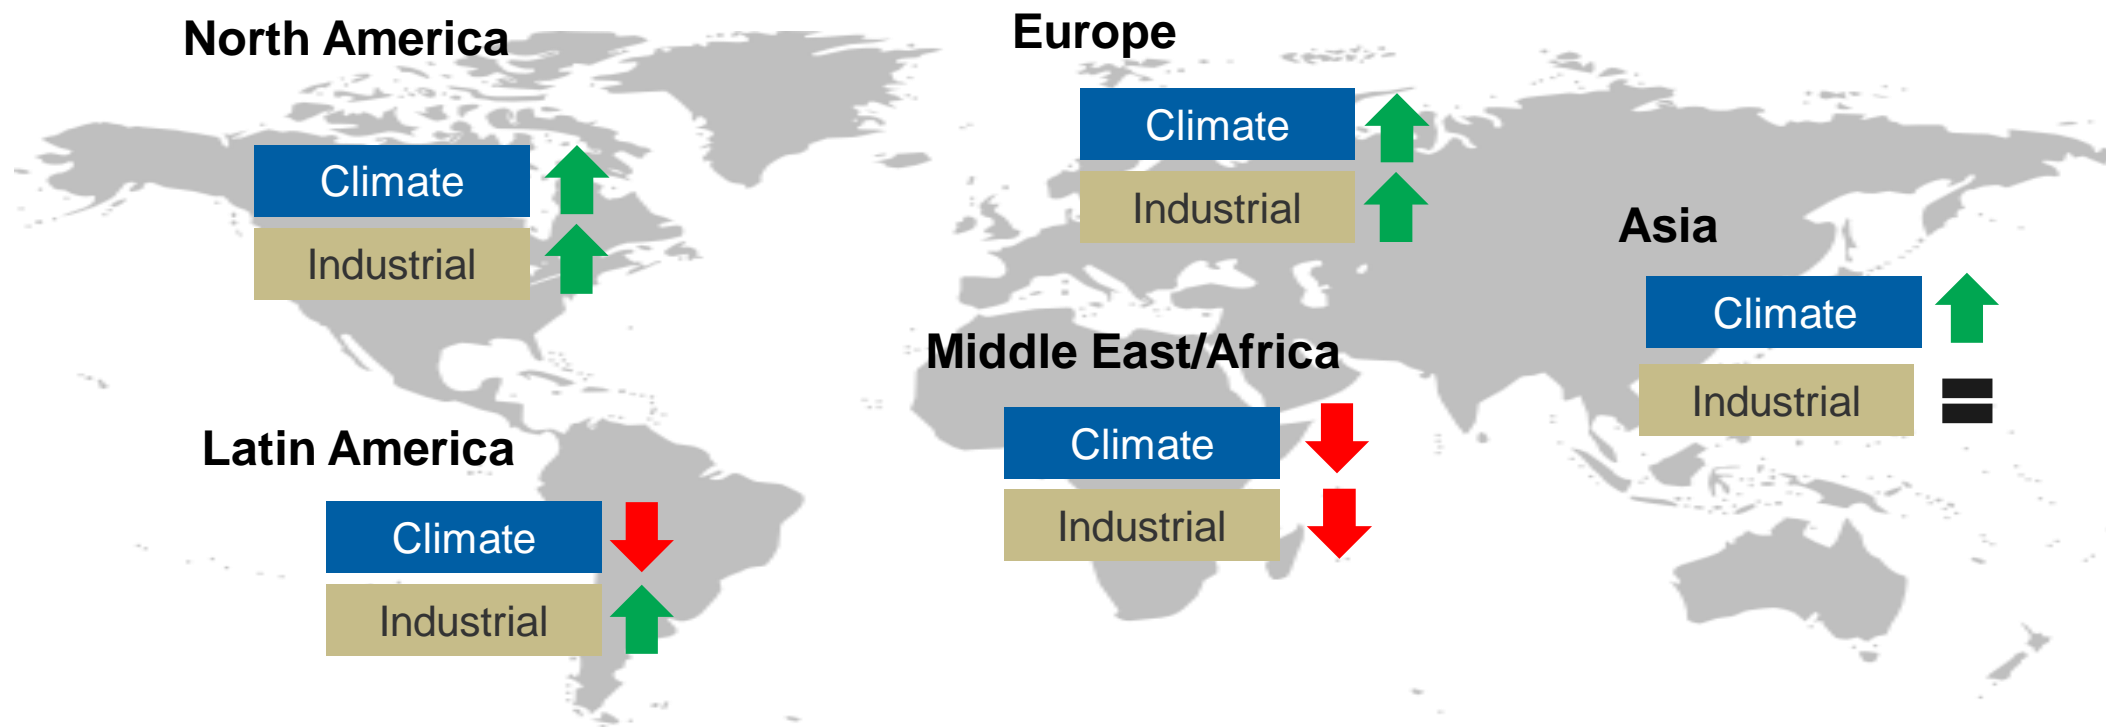 North America
Climate
Industrial
Europe
Climate
Industrial
Asia
Climate
Industrial
Middle East/Africa
Climate
Industrial
Latin America
Climate
Industrial